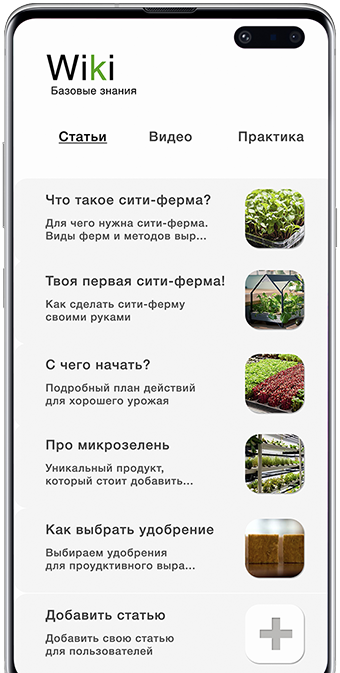 Wiki
Базовые знания
Статьи Видео Практика
Что такое сити-ферма?
Для чего нужна сити-ферма.
Виды ферм и методов выр...
Твоя первая сити-ферма!
Как сделать сити-ферму
своими руками
С чего начать?
Подробный план действий
для хорошего урожая
Про микрозелень
Уникальный продукт,
который стоит добавить...
Как выбрать удобрение
Выбираем удобрения
для проудктивного выра...
Добавить статью
Добавить свою статью
для пользователей